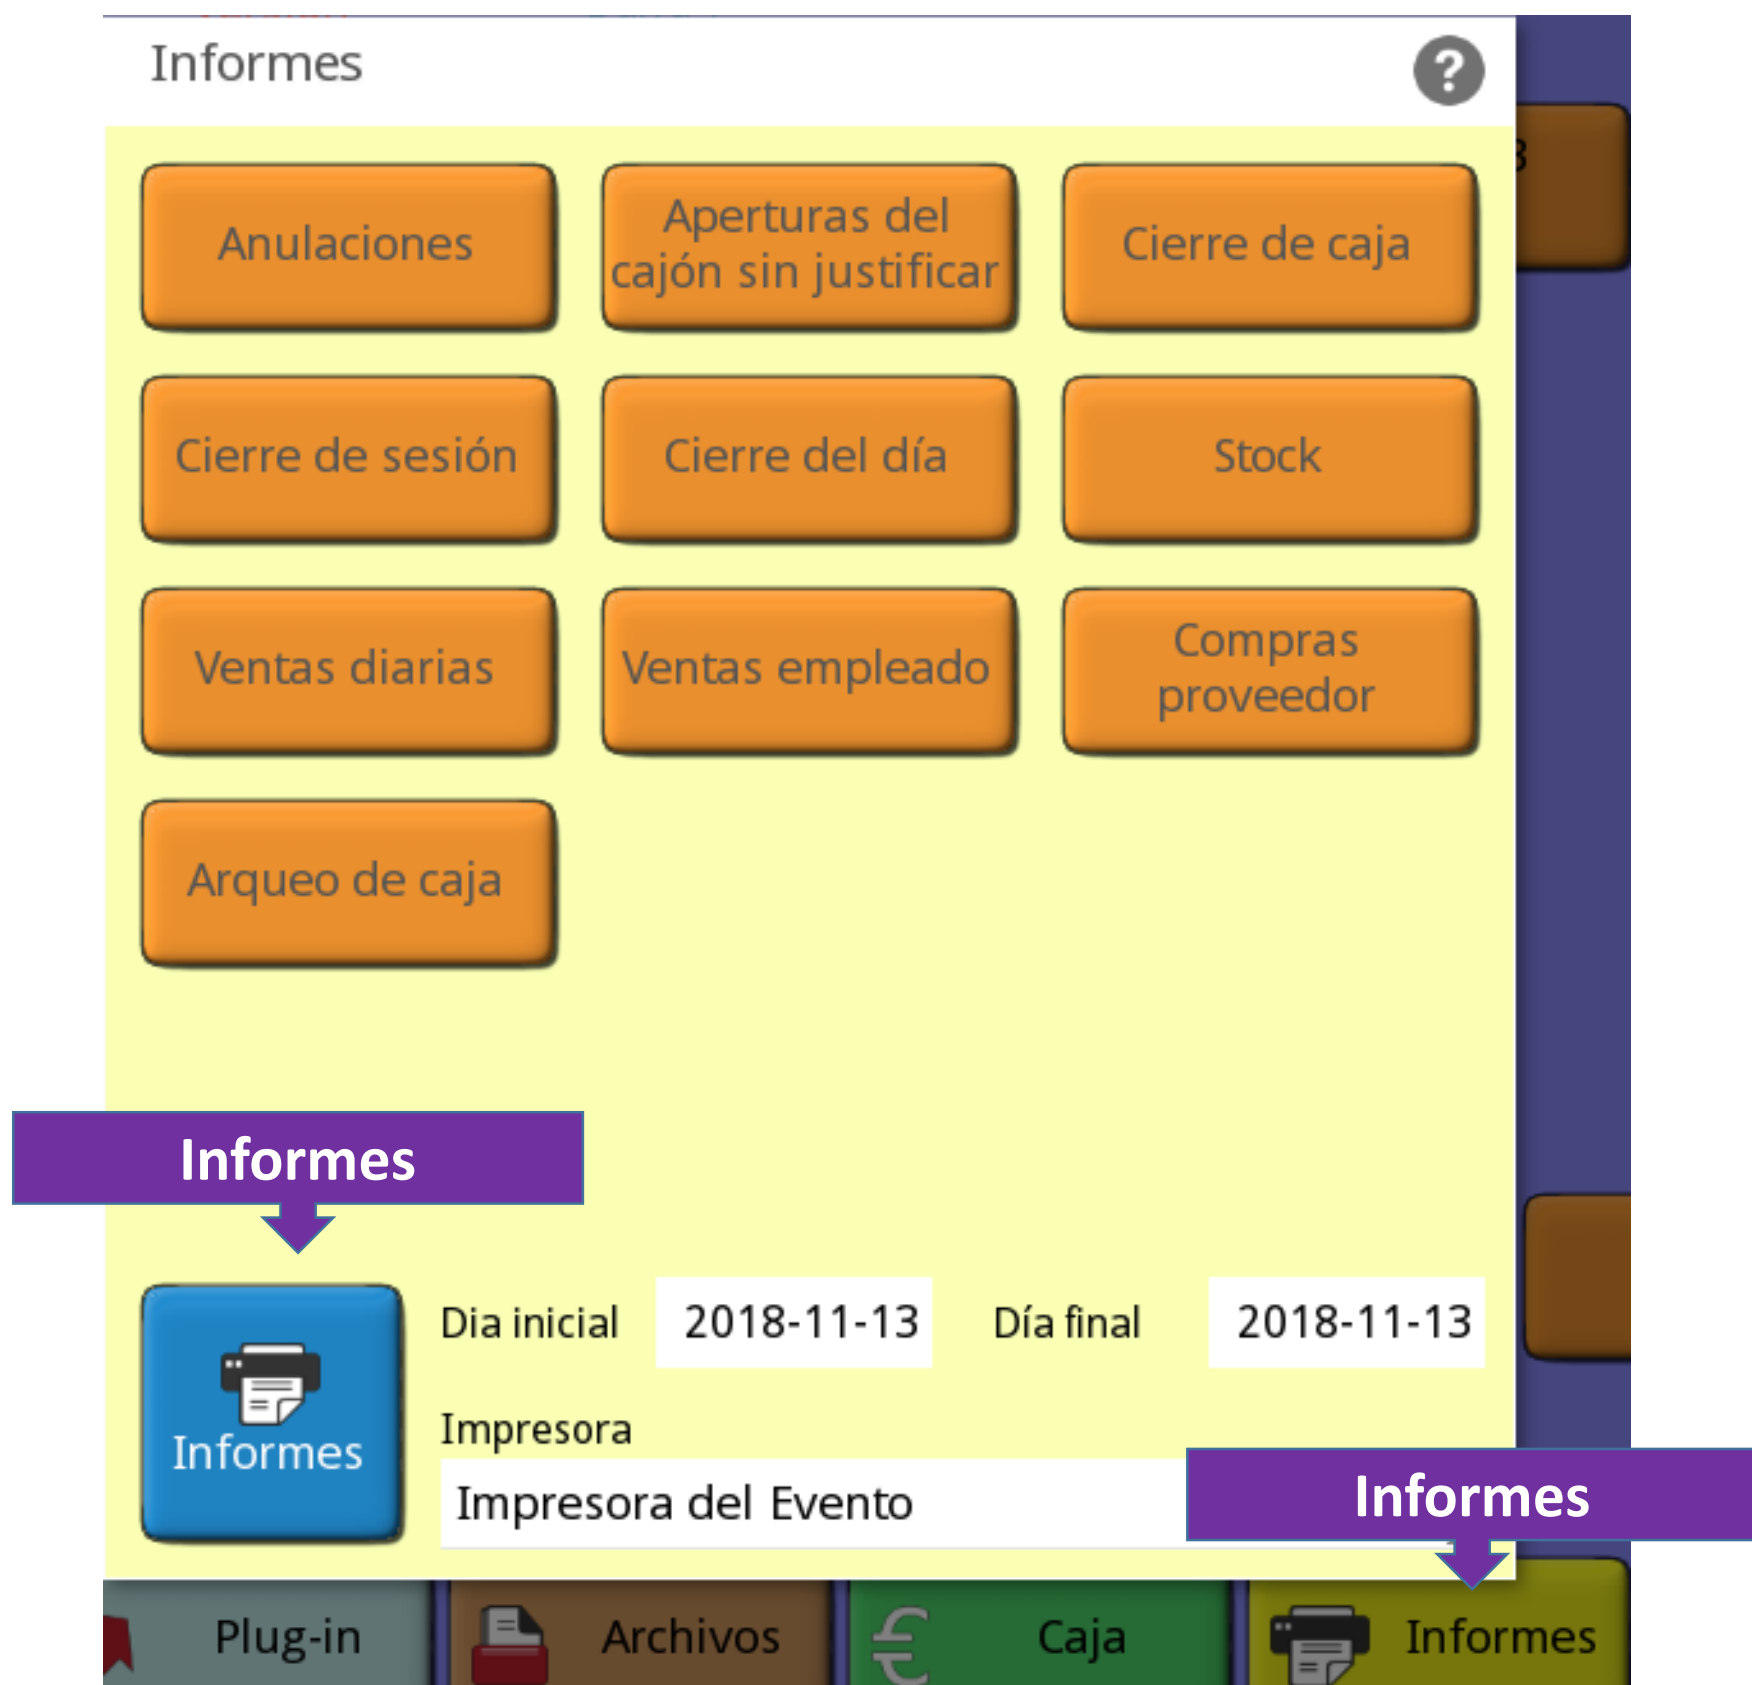 Informes
?
Anulaciones
Aperturas del
cajón sin justificar
Cierre de caja
Cierre de sesión
Cierre del día
Stock
Ventas diarias
Ventas empleado
Compras
proveedor
Arqueo de caja
Informes
Informes
Dia inicial
2018-11-13
Día final
2018-11-13
Impresora
Impresora del Evento
Informes
Plug-in
Archivos
€
Caja
Informes